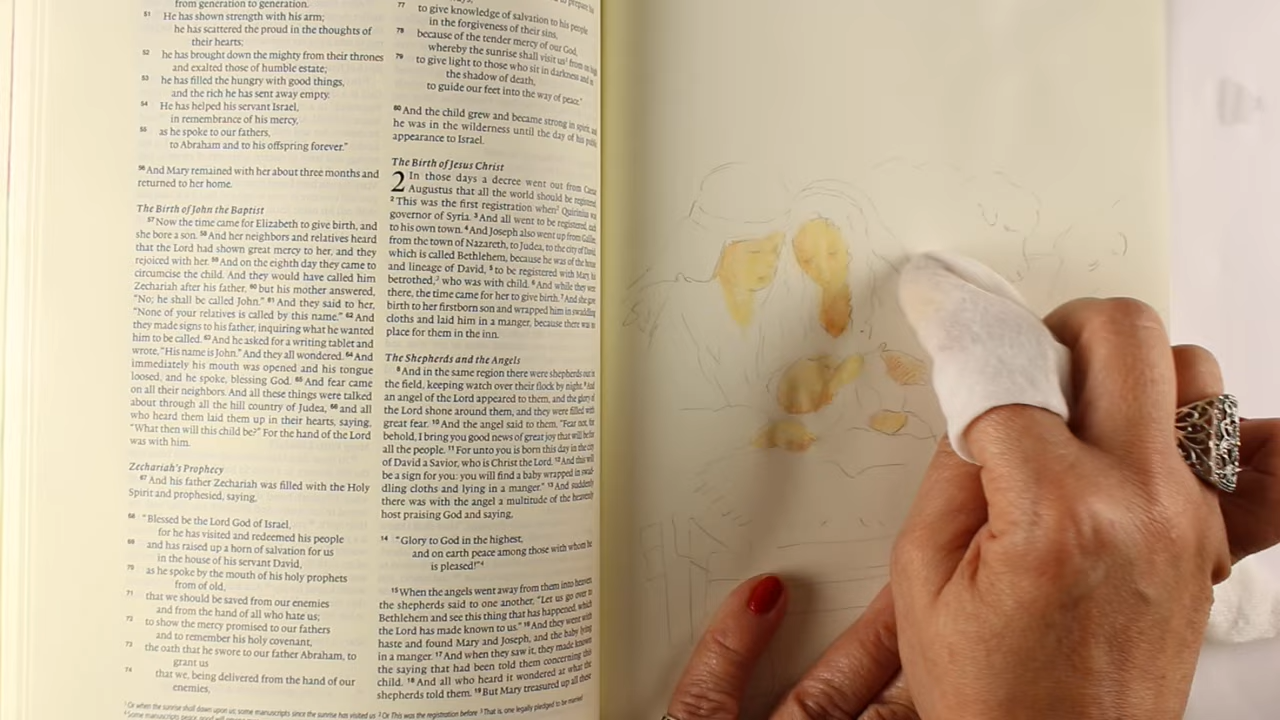 from generation to generation.
51 He has shown strength with his arm;
he has scattered the proud in the thoughts of
their hearts;
52 he has brought down the mighty from their thrones
and exalted those of humble estate;
53 he has filled the hungry with good things,
and the rich he has sent away empty.
54 He has helped his servant Israel,
in remembrance of his mercy,
55 as he spoke to our fathers,
to Abraham and to his offspring forever."
56 And Mary remained with her about three months and
returned to her home.
The Birth of John the Baptist
57 Now the time came for Elizabeth to give birth, and
she bore a son. 58 And her neighbors and relatives heard
that the Lord had shown great mercy to her, and they
rejoiced with her. 59 And on the eighth day they came to
circumcise the child. And they would have called him
Zechariah after his father, 60 but his mother answered,
"No; he shall be called John." 61 And they said to her,
"None of your relatives is called by this name." 62 And
they made signs to his father, inquiring what he wanted
him to be called. 63 And he asked for a writing tablet and
wrote, "His name is John." And they all wondered. 64 And
immediately his mouth was opened and his tongue
loosed, and he spoke, blessing God. 65 And fear came
on all their neighbors. And all these things were talked
about through all the hill country of Judea, 66 and all
who heard them laid them up in their hearts, saying,
"What then will this child be?" For the hand of the Lord
was with him.
Zechariah's Prophecy
67 And his father Zechariah was filled with the Holy
Spirit and prophesied, saying,
68 "Blessed be the Lord God of Israel,
for he has visited and redeemed his people
69 and has raised up a horn of salvation for us
in the house of his servant David,
70 as he spoke by the mouth of his holy prophets
from of old,
71 that we should be saved from our enemies
and from the hand of all who hate us;
72 to show the mercy promised to our fathers
and to remember his holy covenant,
73 the oath that he swore to our father Abraham, to
grant us
74 that we, being delivered from the hand of our
enemies,
77 to give knowledge of salvation to his people
in the forgiveness of their sins,
78 because of the tender mercy of our God,
whereby the sunrise shall visit us from on high
79 to give light to those who sit in darkness and in
the shadow of death,
to guide our feet into the way of peace."
80 And the child grew and became strong in spirit, and
he was in the wilderness until the day of his public
appearance to Israel.
The Birth of Jesus Christ
2 In those days a decree went out from Caesar
Augustus that all the world should be registered.
2 This was the first registration when Quirinius was
governor of Syria. 3 And all went to be registered, each
to his own town. 4 And Joseph also went up from Galilee,
from the town of Nazareth, to Judea, to the city of David,
which is called Bethlehem, because he was of the house
and lineage of David, 5 to be registered with Mary, his
betrothed, who was with child. 6 And while they were
there, the time came for her to give birth. 7 And she gave
birth to her firstborn son and wrapped him in swaddling
cloths and laid him in a manger, because there was no
place for them in the inn.
The Shepherds and the Angels
8 And in the same region there were shepherds out in
the field, keeping watch over their flock by night. 9 And
an angel of the Lord appeared to them, and the glory of
the Lord shone around them, and they were filled with
great fear. 10 And the angel said to them, "Fear not, for
behold, I bring you good news of great joy that will be for
all the people. 11 For unto you is born this day in the city
of David a Savior, who is Christ the Lord. 12 And this will
be a sign for you: you will find a baby wrapped in swad-
dling cloths and lying in a manger." 13 And suddenly
there was with the angel a multitude of the heavenly
host praising God and saying,
14 "Glory to God in the highest,
and on earth peace among those with whom he
is pleased!"4
15 When the angels went away from them into heaven,
the shepherds said to one another, "Let us go over to
Bethlehem and see this thing that has happened, which
the Lord has made known to us." 16 And they went with
haste and found Mary and Joseph, and the baby lying
in a manger. 17 And when they saw it, they made known
the saying that had been told them concerning this
child. 18 And all who heard it wondered at what the
shepherds told them. 19 But Mary treasured up all these
1 Or when the sunrise shall dawn upon us; some manuscripts since the sunrise has visited us 2 Or This was the registration before 3 That is, one legally pledged to be married